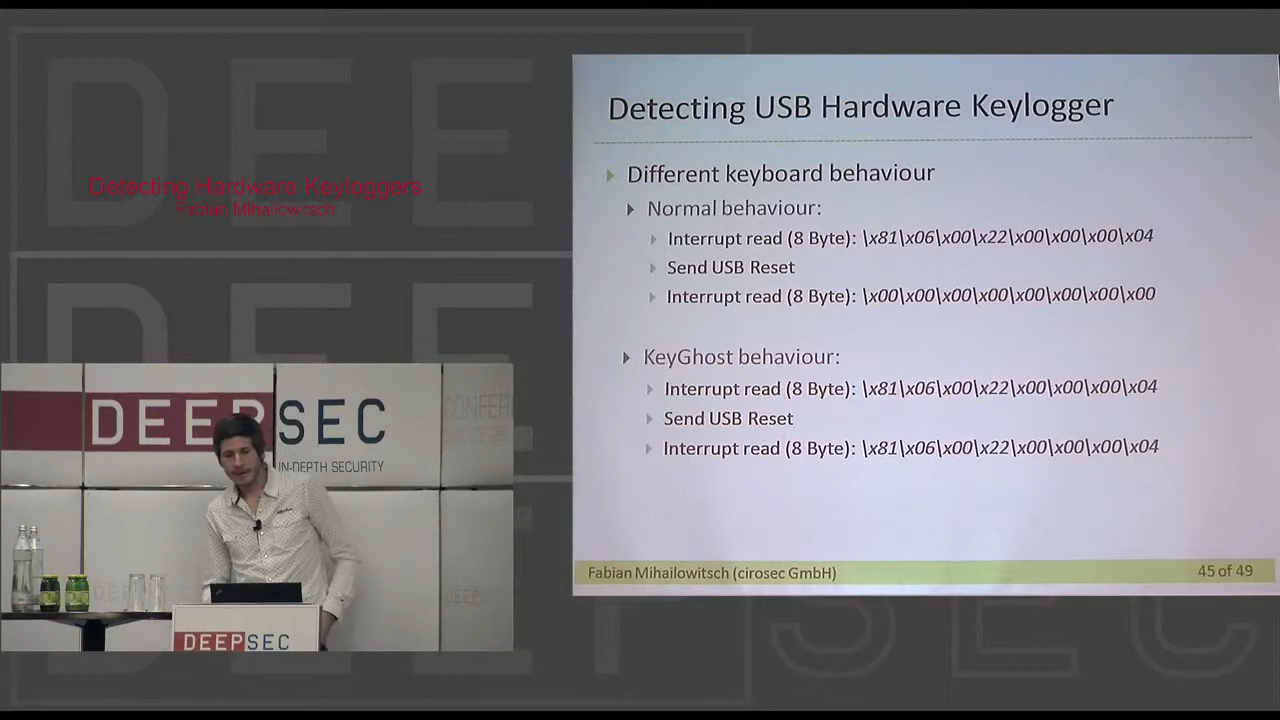 Detecting Hardware Keyloggers
Fabian Mihailowitsch
DEEPSEC
IN-DEPTH SECURITY
CONFERE
DEEPSEC
Detecting USB Hardware Keylogger
Different keyboard behaviour
Normal behaviour:
Interrupt read (8 Byte): \x81\x06\x00\x22\x00\x00\x00\x04
Send USB Reset
Interrupt read (8 Byte): \x00\x00\x00\x00\x00\x00\x00\x00
KeyGhost behaviour:
Interrupt read (8 Byte): \x81\x06\x00\x22\x00\x00\x00\x04
Send USB Reset
Interrupt read (8 Byte): \x81\x06\x00\x22\x00\x00\x00\x04
Fabian Mihailowitsch (cirosec GmbH)
45 of 49